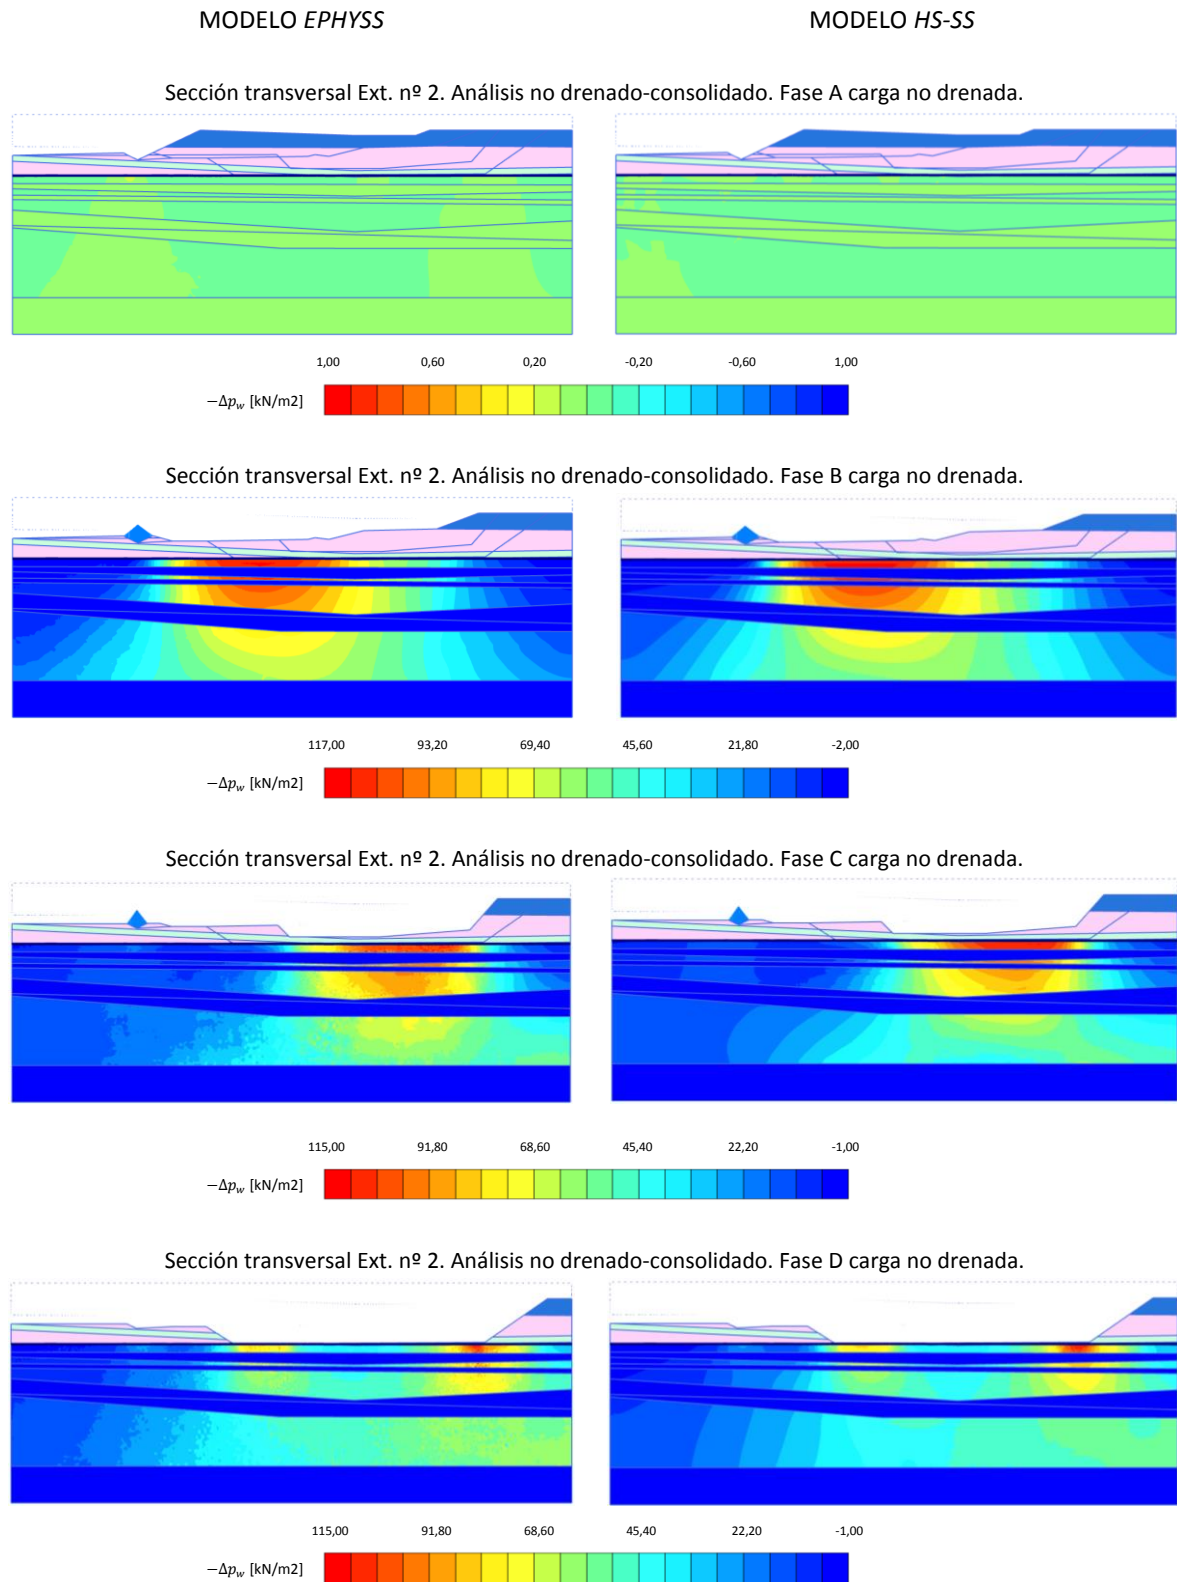 MODELO EPHYSS
MODELO HS-SS
Sección transversal Ext. nº 2. Análisis no drenado-consolidado. Fase A carga no drenada.
1,00 0,60 0,20 -0,20 -0,60 1,00
−Δp_w [kN/m2]
Sección transversal Ext. nº 2. Análisis no drenado-consolidado. Fase B carga no drenada.
117,00 93,20 69,40 45,60 21,80 -2,00
−Δp_w [kN/m2]
Sección transversal Ext. nº 2. Análisis no drenado-consolidado. Fase C carga no drenada.
115,00 91,80 68,60 45,40 22,20 -1,00
−Δp_w [kN/m2]
Sección transversal Ext. nº 2. Análisis no drenado-consolidado. Fase D carga no drenada.
115,00 91,80 68,60 45,40 22,20 -1,00
−Δp_w [kN/m2]